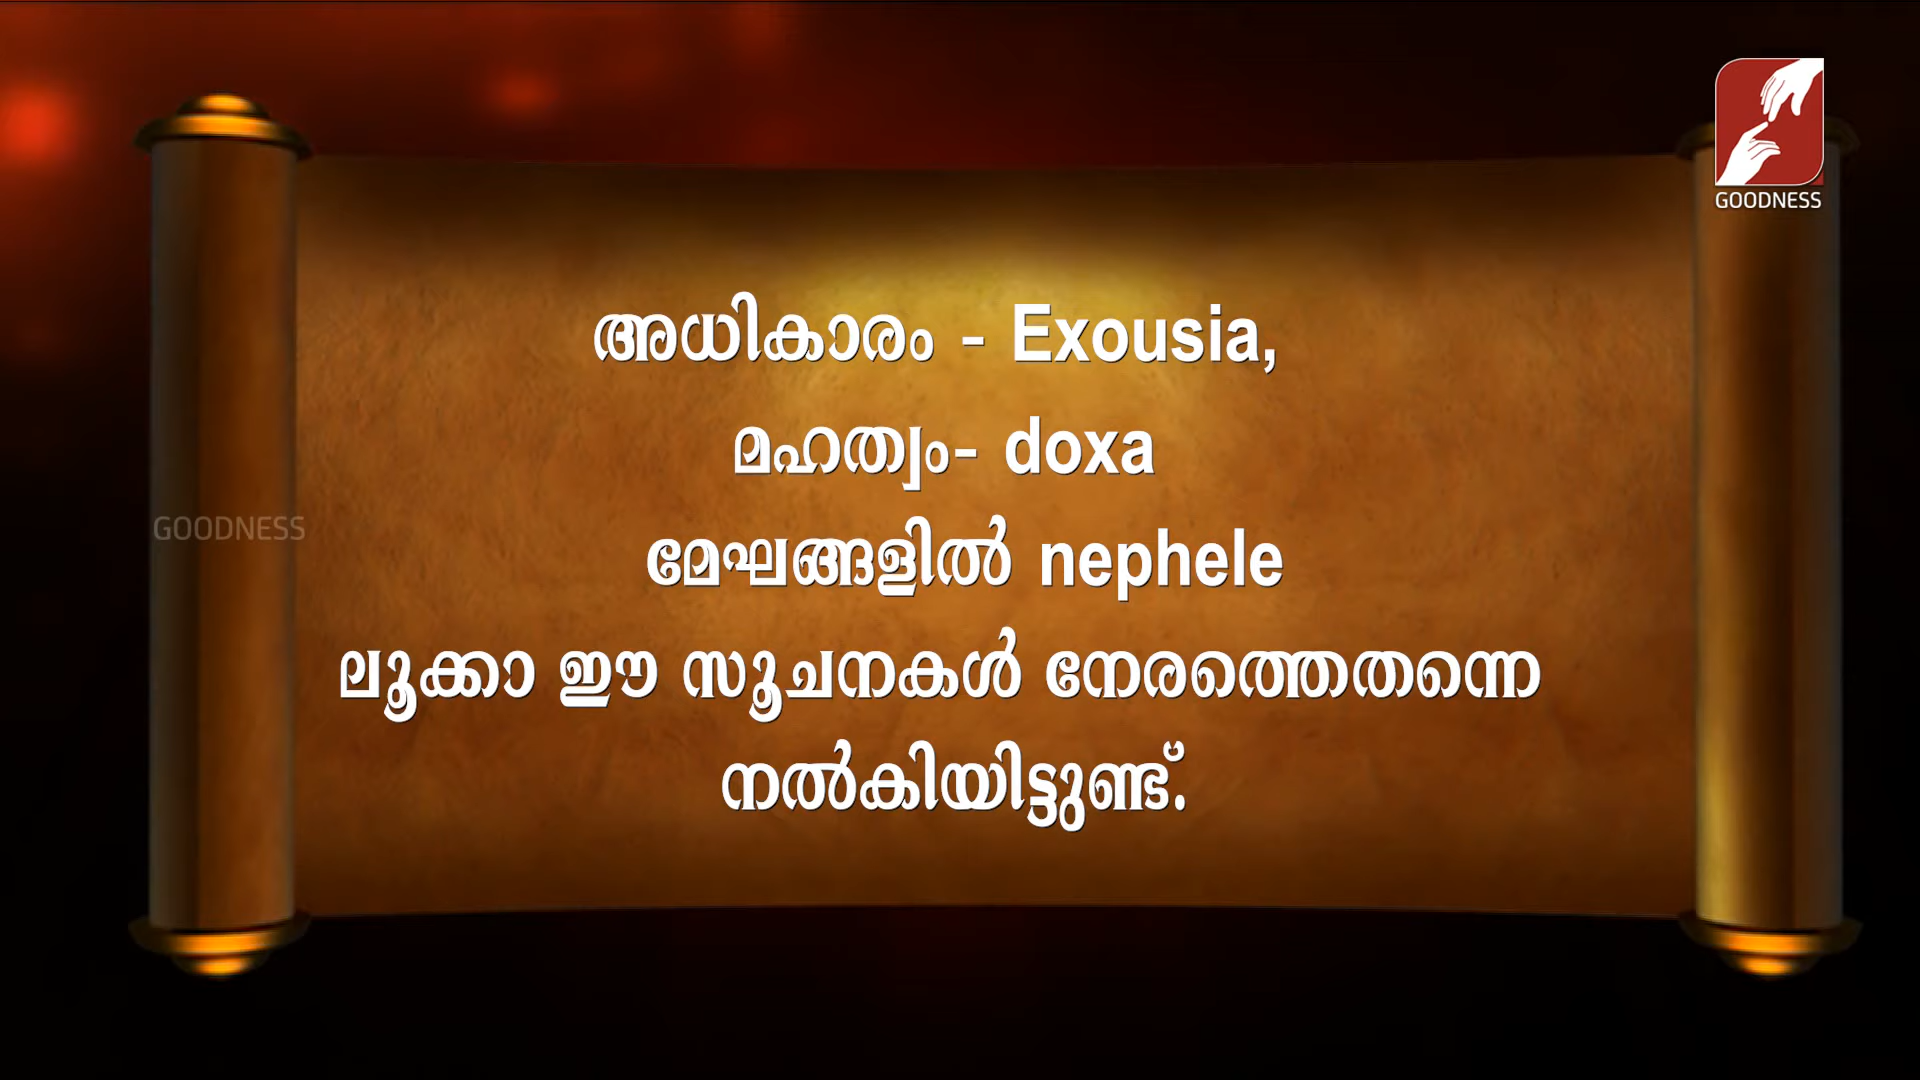 GOODNESS
അധികാരം - Exousia,
മഹത്വം- doxa
GOODNESS
മേഘങ്ങളിൽ nephele
ലൂക്കാ ഈ സൂചനകൾ നേരത്തെതന്നെ
നൽകിയിട്ടുണ്ട്.